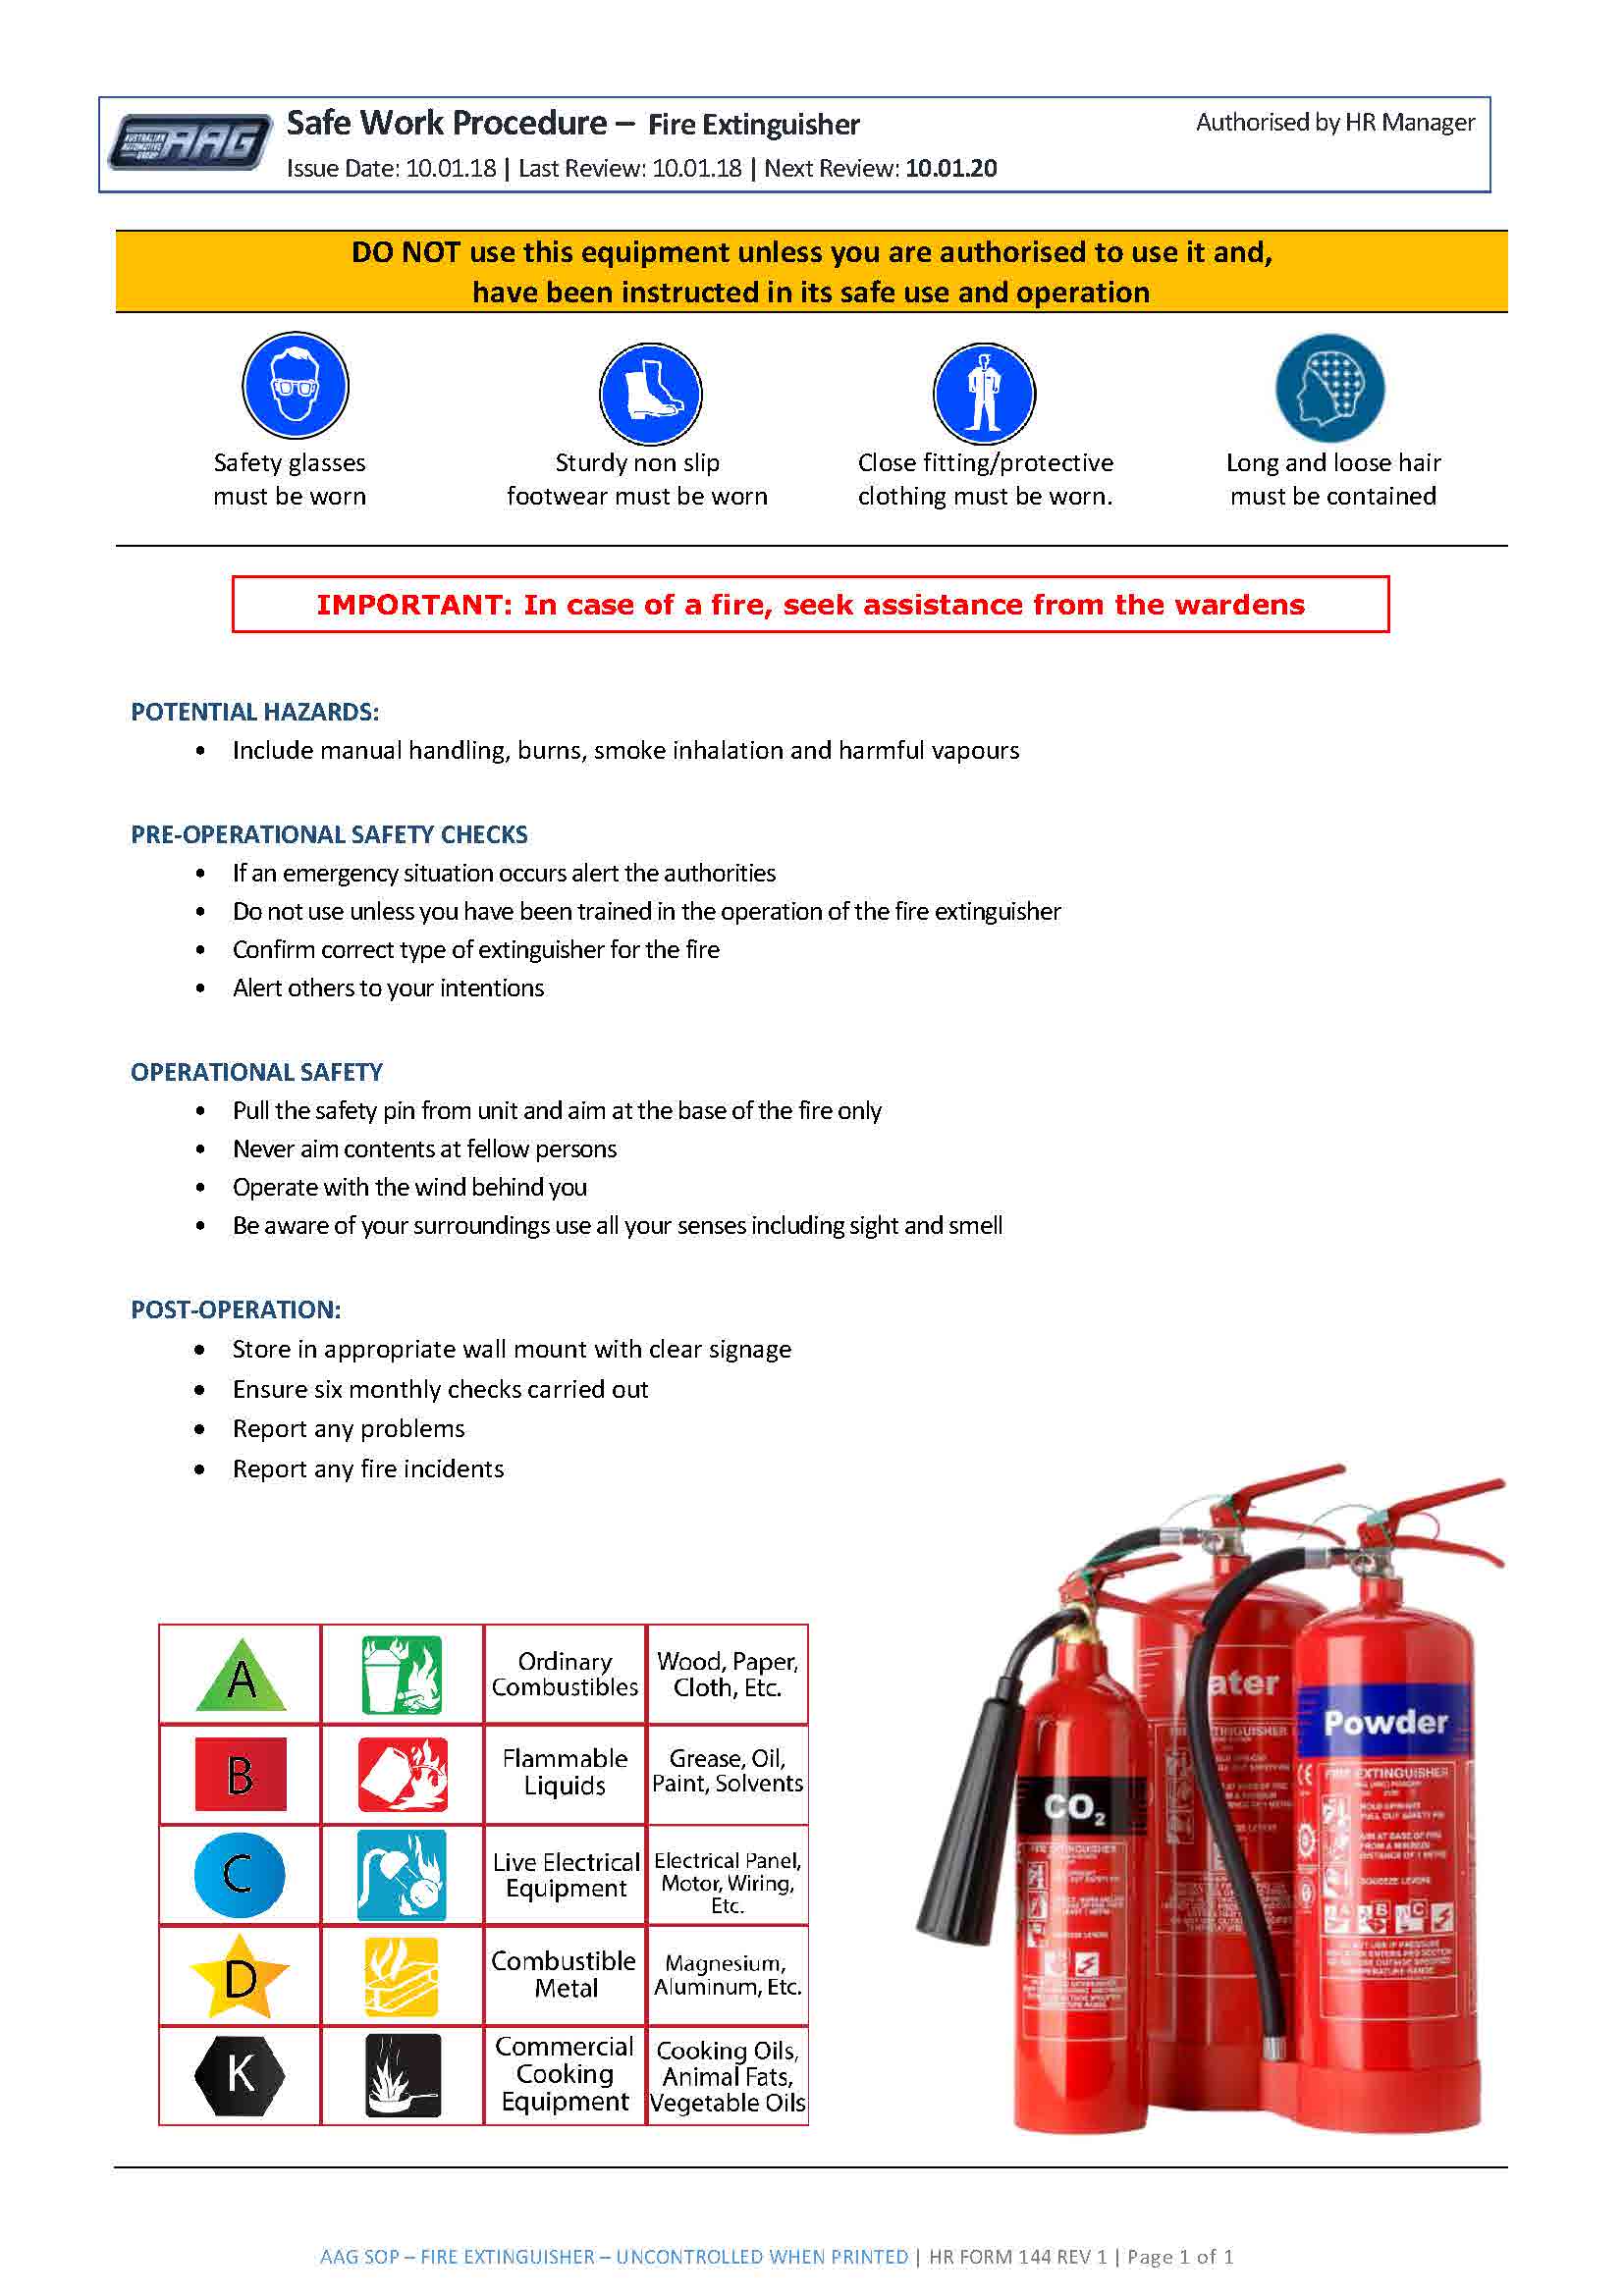 AUSTRALIAN
AUTOMOTIVE
GROUP
AAG
Safe Work Procedure – Fire Extinguisher
Authorised by HR Manager
Issue Date: 10.01.18 | Last Review: 10.01.18 | Next Review: 10.01.20
DO NOT use this equipment unless you are authorised to use it and,
have been instructed in its safe use and operation
Safety glasses
must be worn
Sturdy non slip
footwear must be worn
Close fitting/protective
clothing must be worn.
Long and loose hair
must be contained
IMPORTANT: In case of a fire, seek assistance from the wardens
POTENTIAL HAZARDS:
• Include manual handling, burns, smoke inhalation and harmful vapours
PRE-OPERATIONAL SAFETY CHECKS
• If an emergency situation occurs alert the authorities
• Do not use unless you have been trained in the operation of the fire extinguisher
• Confirm correct type of extinguisher for the fire
• Alert others to your intentions
OPERATIONAL SAFETY
• Pull the safety pin from unit and aim at the base of the fire only
• Never aim contents at fellow persons
• Operate with the wind behind you
• Be aware of your surroundings use all your senses including sight and smell
POST-OPERATION:
• Store in appropriate wall mount with clear signage
• Ensure six monthly checks carried out
• Report any problems
• Report any fire incidents
A
Ordinary
Combustibles
Wood, Paper,
Cloth, Etc.
B
Flammable
Liquids
Grease, Oil,
Paint, Solvents
C
Live Electrical
Equipment
Electrical Panel,
Motor, Wiring,
Etc.
D
Combustible
Metal
Magnesium,
Aluminum, Etc.
K
Commercial
Cooking
Equipment
Cooking Oils,
Animal Fats,
Vegetable Oils
CO2
ater
Powder
FIRE EXTINGUISHER
A B C
AAG SOP – FIRE EXTINGUISHER – UNCONTROLLED WHEN PRINTED | HR FORM 144 REV 1 | Page 1 of 1